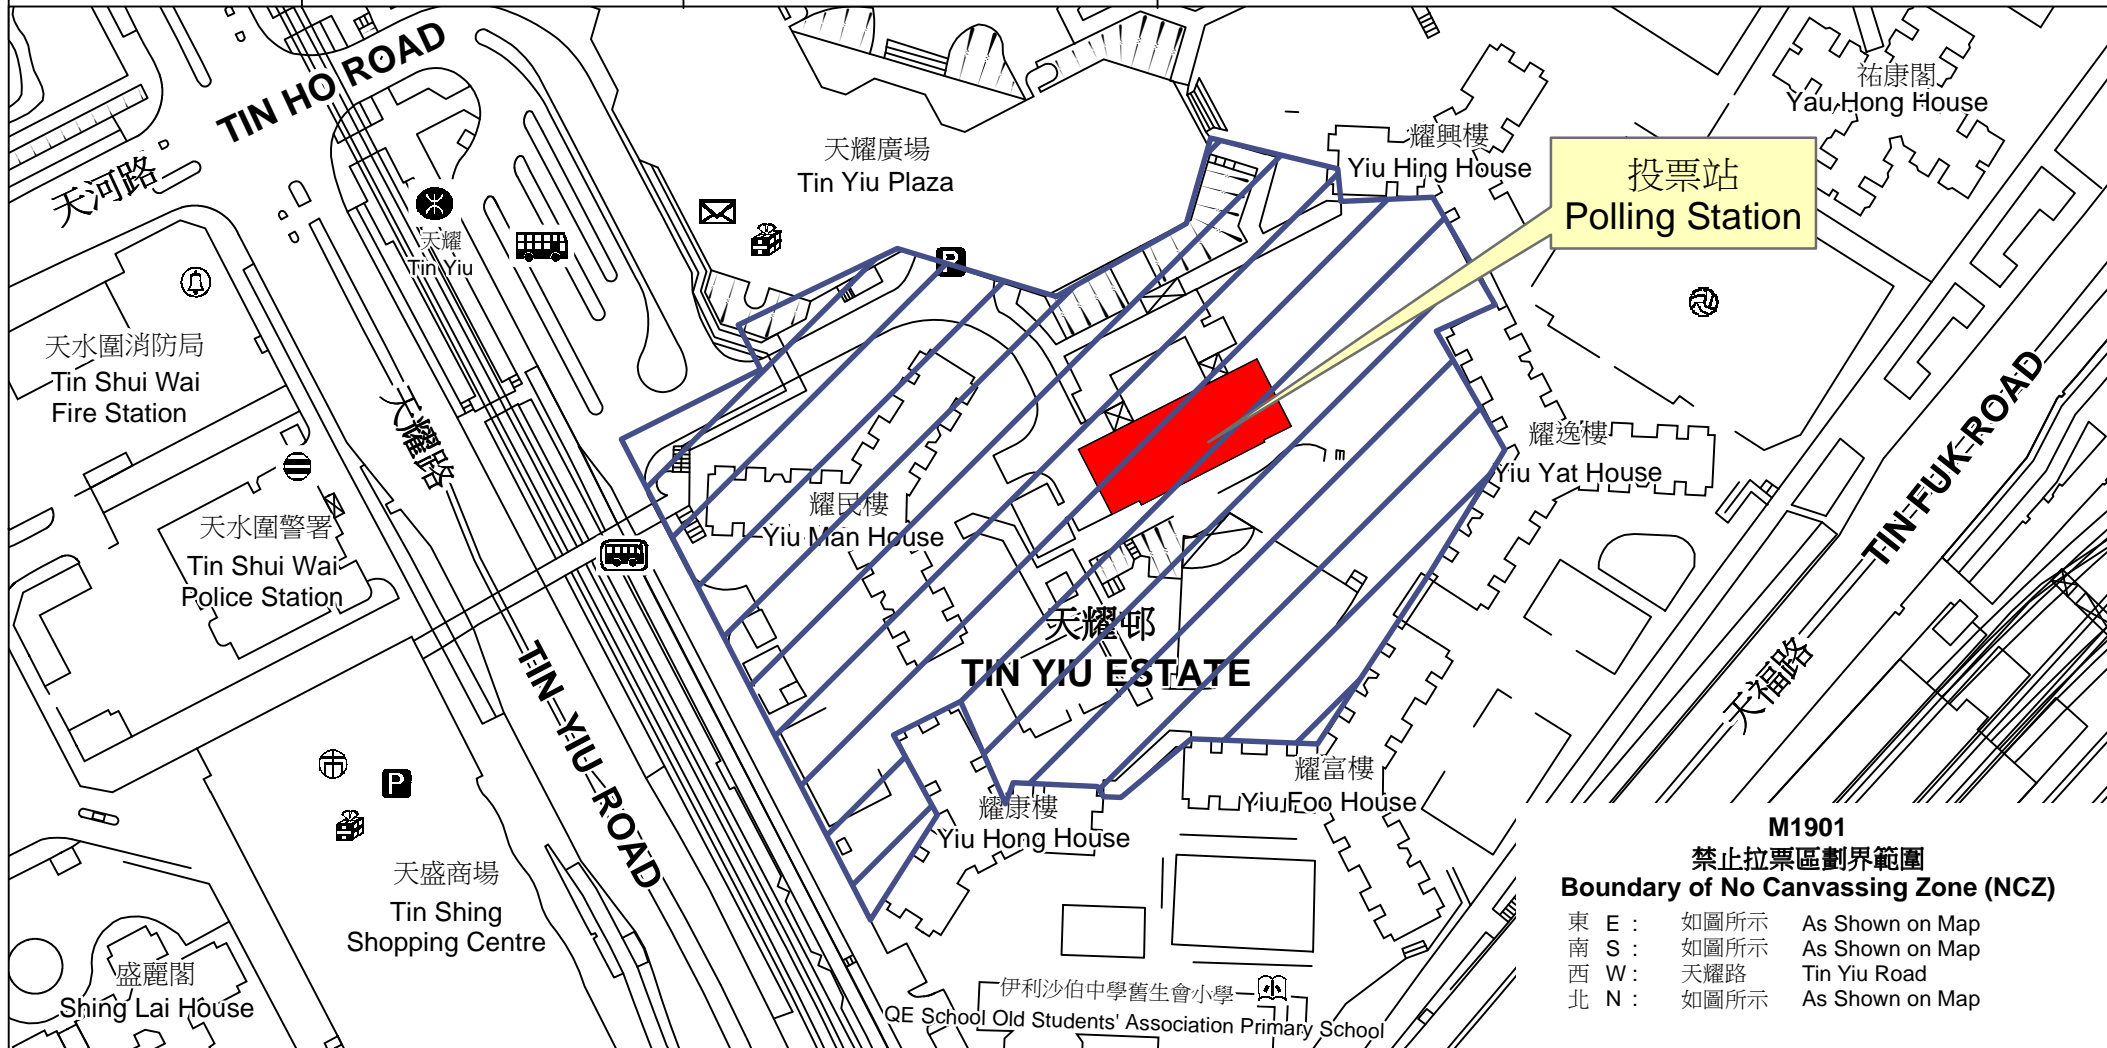 TIN HO ROAD
天河路
天耀
Tin Yiu
天耀廣場
Tin Yiu Plaza
耀興樓
Yiu Hing House
祐康閣
Yau Hong House
投票站
Polling Station
P
天水圍消防局
Tin Shui Wai
Fire Station
天耀路
天水圍警署
Tin Shui Wai
Police Station
耀民樓
Yiu Man House
耀逸樓
Yiu Yat House
TIN FUK ROAD
天福路
天耀邨
TIN YIU ESTATE
TIN YIU ROAD
P
耀富樓
Yiu Foo House
耀康樓
Yiu Hong House
天盛商場
Tin Shing
Shopping Centre
盛麗閣
Shing Lai House
伊利沙伯中學舊生會小學
QE School Old Students' Association Primary School
M1901
禁止拉票區劃界範圍
Boundary of No Canvassing Zone (NCZ)
東 E : 如圖所示 As Shown on Map
南 S : 如圖所示 As Shown on Map
西 W : 天耀路 Tin Yiu Road
北 N : 如圖所示 As Shown on Map